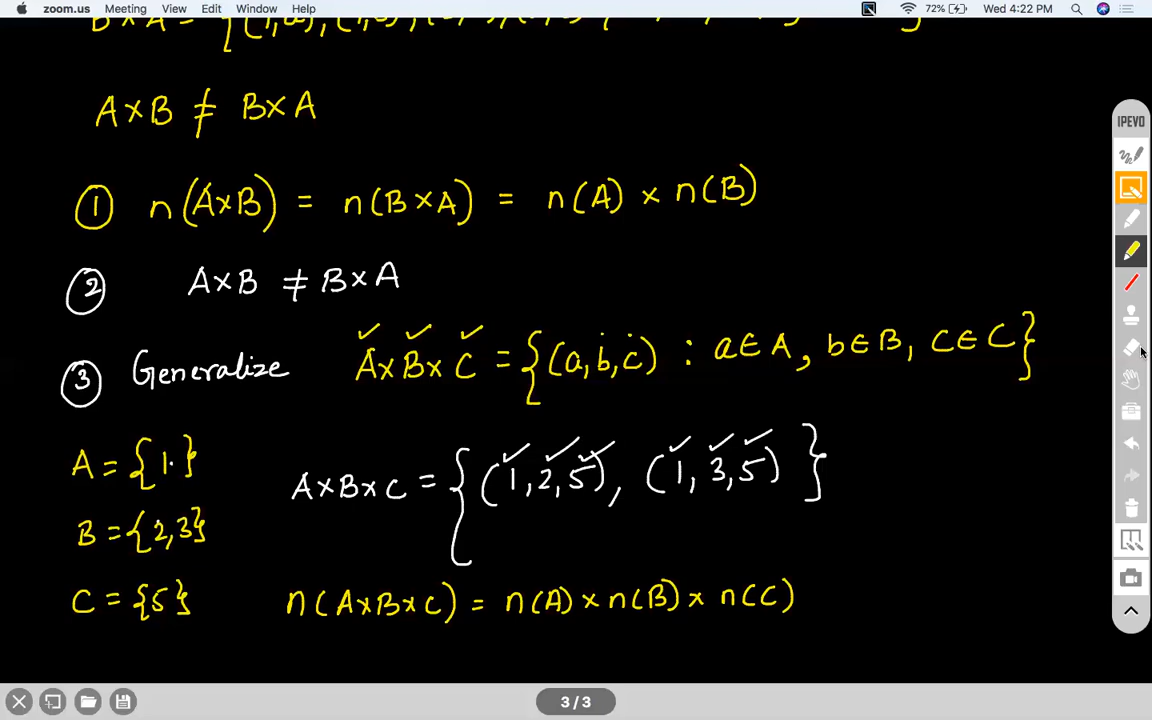 zoom.us Meeting View Edit Window Help 72% Wed 4:22 PM
B×A = {(1,a),
A×B ≠ B×A
IPEVO
① n(A×B) = n(B×A) = n(A) × n(B)
② A×B ≠ B×A
③ Generalize A×B×C = {(a,b,c) : a∈A, b∈B, c∈C}
A = {1}
A×B×C = {(1,2,5), (1,3,5)}
B = {2,3}
C = {5} n(A×B×C) = n(A) × n(B) × n(C)
3/3